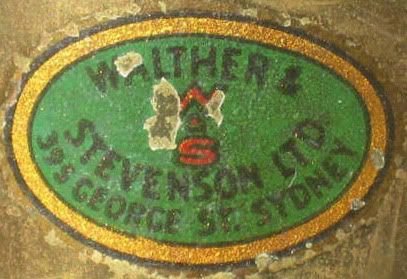 WALTHER &
W
&
S
STEVENSON LTD
395 GEORGE ST. SYDNEY